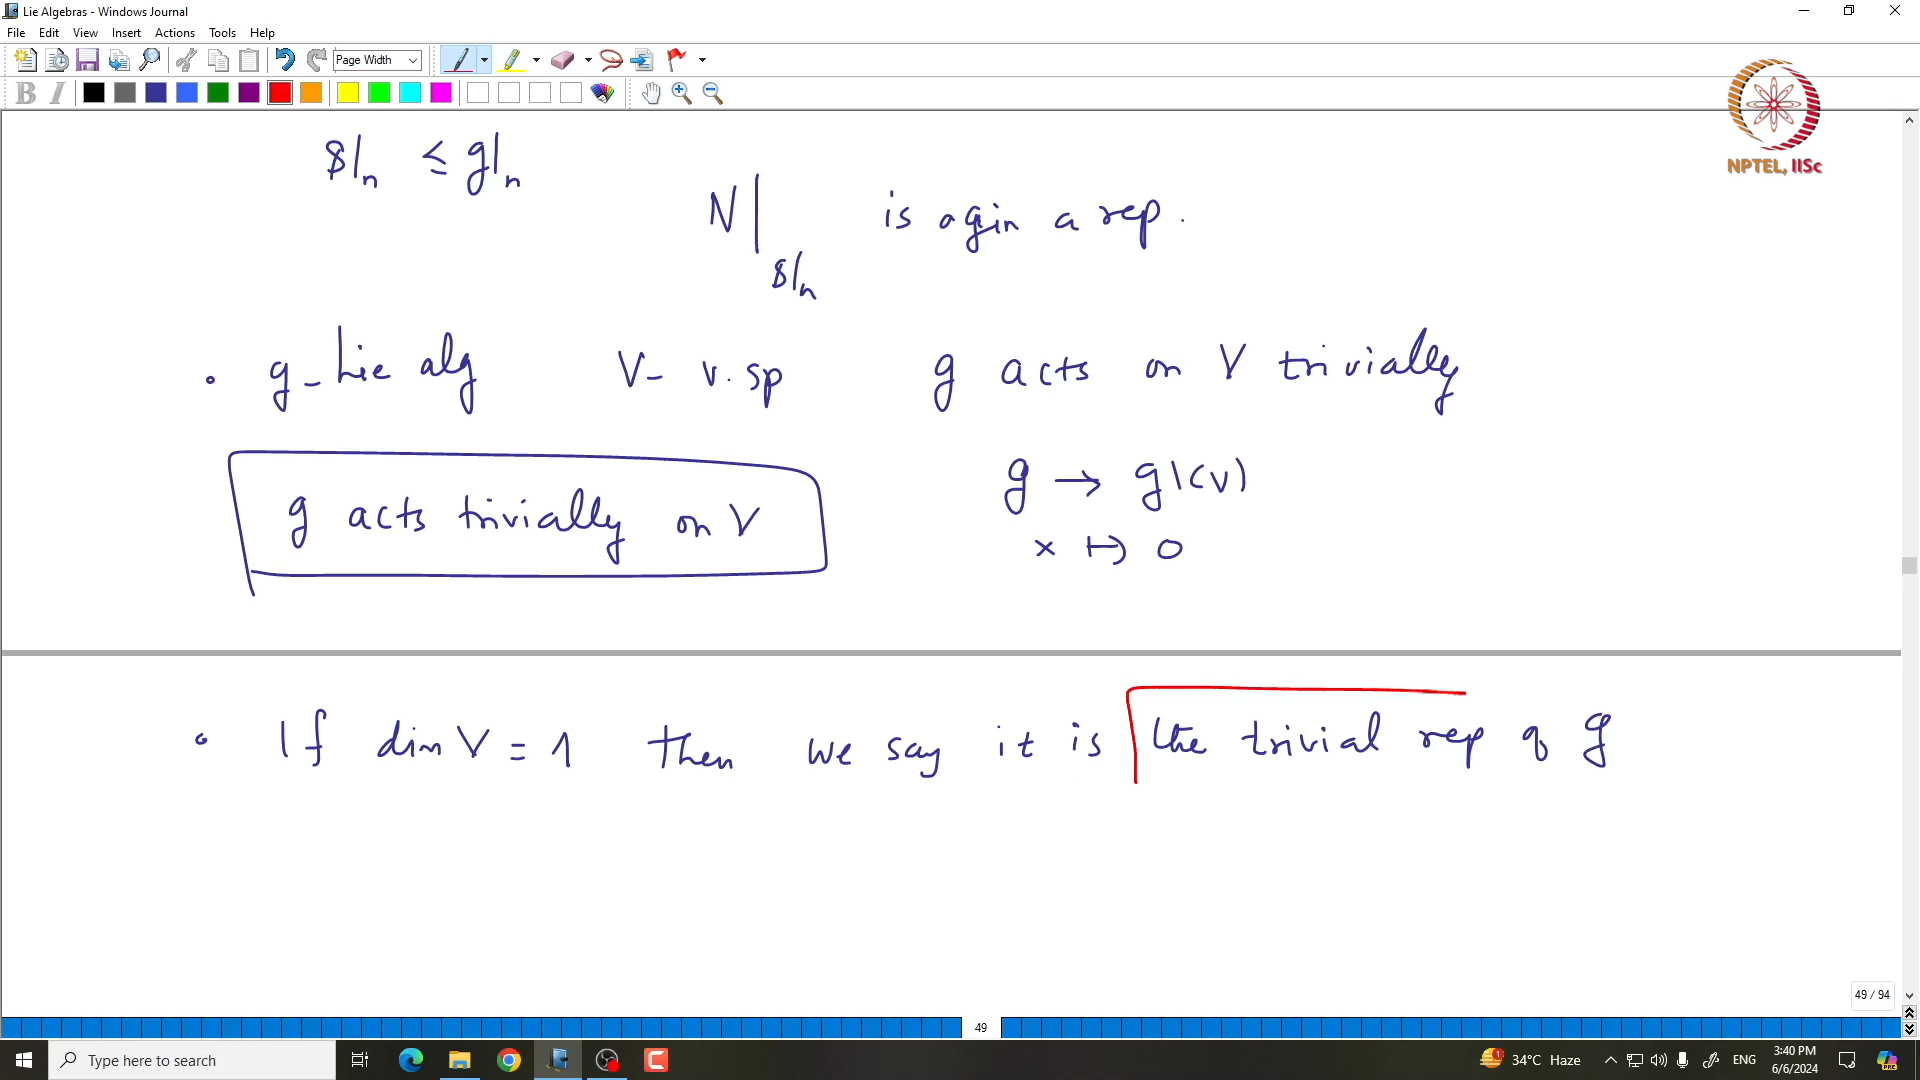 Lie Algebras - Windows Journal
File Edit View Insert Actions Tools Help
Page Width
B I
NPTEL, IISc
sl_n ≤ gl_n
N|_sl_n is agin a rep.
• g - Lie alg V - v. sp g acts on V trivially
g → gl(V)
g acts trivially on V
x ↦ 0
• If dim V = 1 then we say it is the trivial rep of g
49 / 94
49
Type here to search
34°C Haze
ENG
3:40 PM
6/6/2024